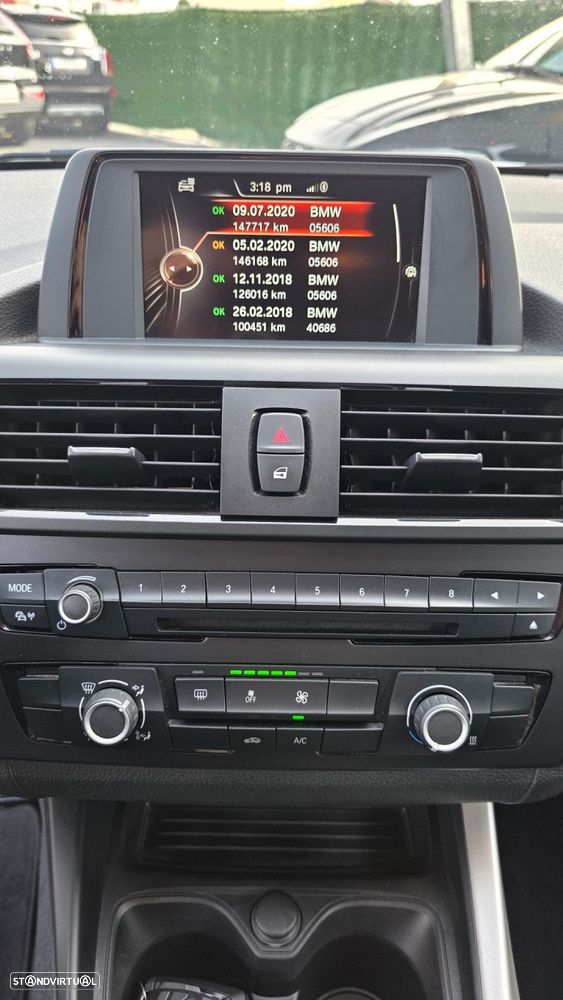 3:18 pm
OK 09.07.2020 BMW
147717 km 05606
OK 05.02.2020 BMW
146168 km 05606
OK 12.11.2018 BMW
126016 km 05606
OK 26.02.2018 BMW
100451 km 40686
MODE 1 2 3 4 5 6 7 8
OFF
A/C
STANDVIRTUAL